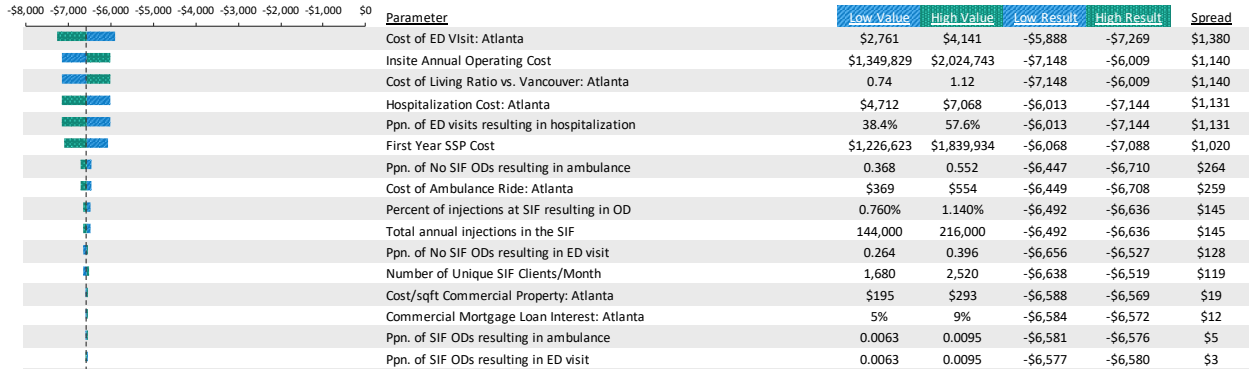 -$8,000 -$7,000 -$6,000 -$5,000 -$4,000 -$3,000 -$2,000 -$1,000 $0
Parameter Low Value High Value Low Result High Result Spread
Cost of ED VIsit: Atlanta $2,761 $4,141 -$5,888 -$7,269 $1,380
Insite Annual Operating Cost $1,349,829 $2,024,743 -$7,148 -$6,009 $1,140
Cost of Living Ratio vs. Vancouver: Atlanta 0.74 1.12 -$7,148 -$6,009 $1,140
Hospitalization Cost: Atlanta $4,712 $7,068 -$6,013 -$7,144 $1,131
Ppn. of ED visits resulting in hospitalization 38.4% 57.6% -$6,013 -$7,144 $1,131
First Year SSP Cost $1,226,623 $1,839,934 -$6,068 -$7,088 $1,020
Ppn. of No SIF ODs resulting in ambulance 0.368 0.552 -$6,447 -$6,710 $264
Cost of Ambulance Ride: Atlanta $369 $554 -$6,449 -$6,708 $259
Percent of injections at SIF resulting in OD 0.760% 1.140% -$6,492 -$6,636 $145
Total annual injections in the SIF 144,000 216,000 -$6,492 -$6,636 $145
Ppn. of No SIF ODs resulting in ED visit 0.264 0.396 -$6,656 -$6,527 $128
Number of Unique SIF Clients/Month 1,680 2,520 -$6,638 -$6,519 $119
Cost/sqft Commercial Property: Atlanta $195 $293 -$6,588 -$6,569 $19
Commercial Mortgage Loan Interest: Atlanta 5% 9% -$6,584 -$6,572 $12
Ppn. of SIF ODs resulting in ambulance 0.0063 0.0095 -$6,581 -$6,576 $5
Ppn. of SIF ODs resulting in ED visit 0.0063 0.0095 -$6,577 -$6,580 $3